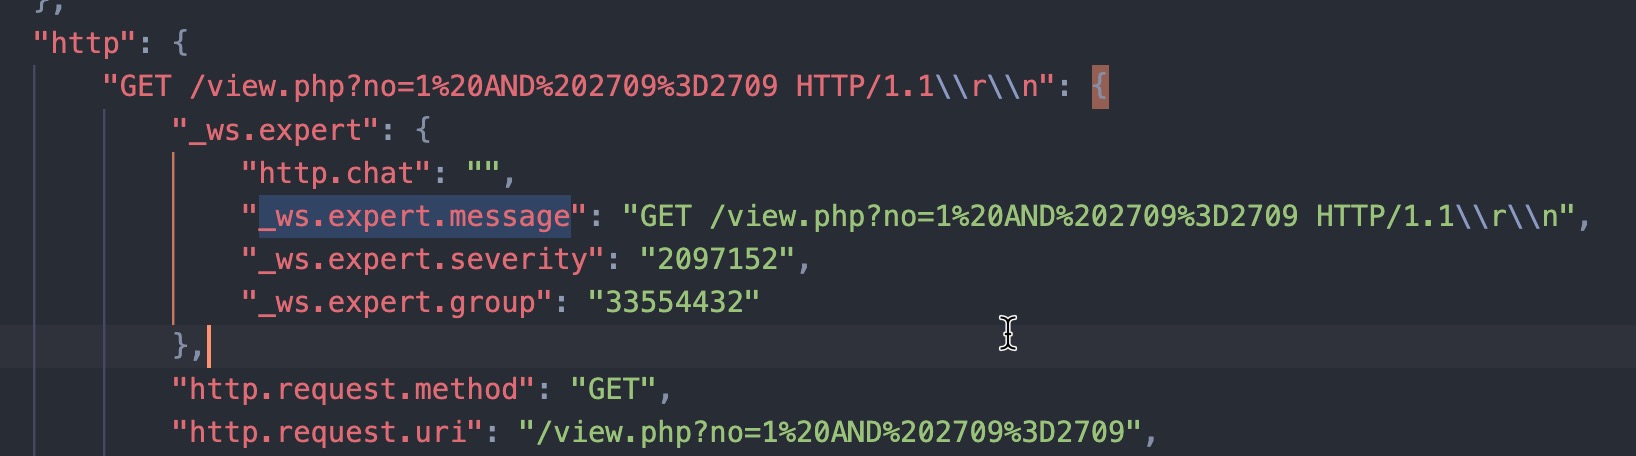 },
"http": {
"GET /view.php?no=1%20AND%202709%3D2709 HTTP/1.1\\r\\n": {
"_ws.expert": {
"http.chat": "",
"_ws.expert.message": "GET /view.php?no=1%20AND%202709%3D2709 HTTP/1.1\\r\\n",
"_ws.expert.severity": "2097152",
"_ws.expert.group": "33554432"
},
"http.request.method": "GET",
"http.request.uri": "/view.php?no=1%20AND%202709%3D2709",